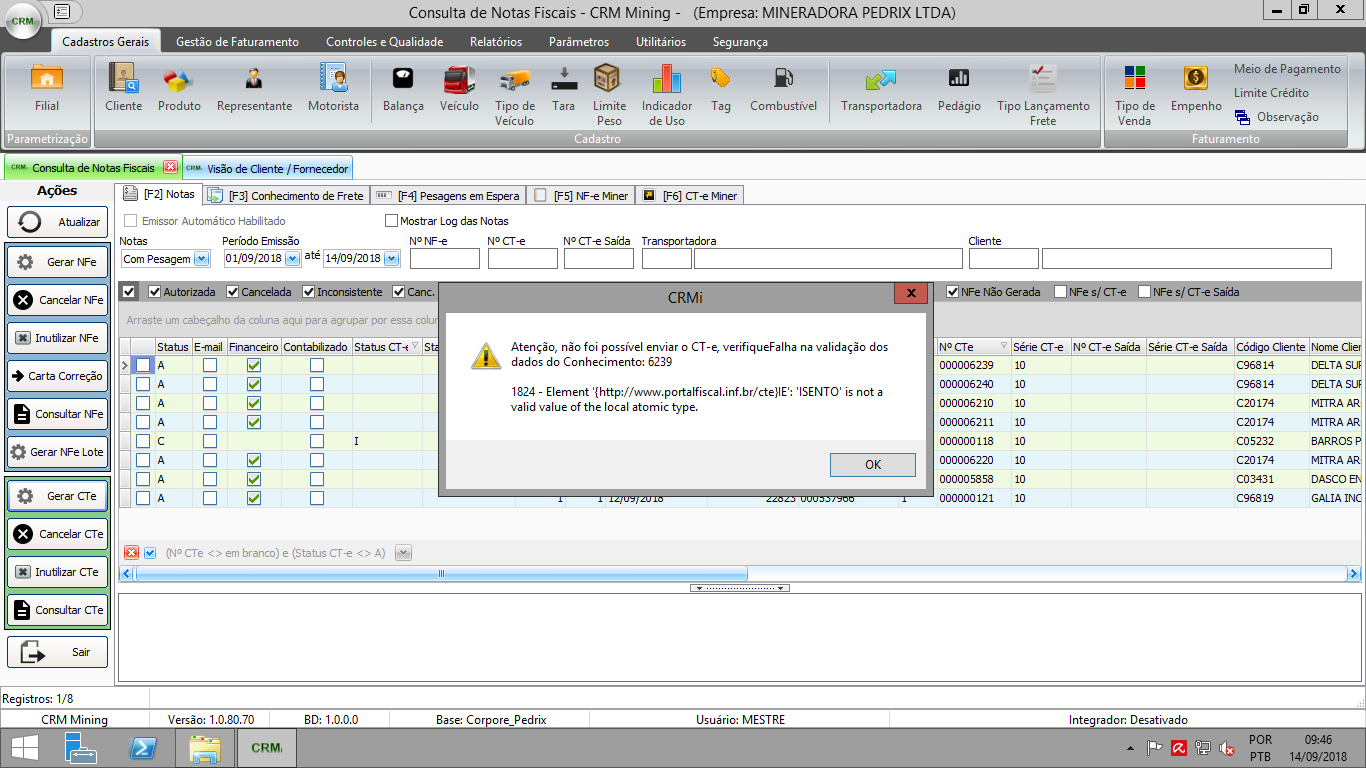 CRM.
Consulta de Notas Fiscais - CRM Mining -   (Empresa: MINERADORA PEDRIX LTDA)
Cadastros Gerais Gestão de Faturamento Controles e Qualidade Relatórios Parâmetros Utilitários Segurança
Filial
Cliente Produto Representante Motorista Balança Veículo Tipo de Veículo Tara Limite Peso Indicador de Uso Tag Combustível Transportadora Pedágio Tipo Lançamento Frete Tipo de Venda Empenho
Meio de Pagamento
Limite Crédito
Observação
Parametrização Cadastro Faturamento
Consulta de Notas Fiscais Visão de Cliente / Fornecedor
Ações
Atualizar
Gerar NFe
Cancelar NFe
Inutilizar NFe
Carta Correção
Consultar NFe
Gerar NFe Lote
Gerar CTe
Cancelar CTe
Inutilizar CTe
Consultar CTe
Sair
[F2] Notas [F3] Conhecimento de Frete [F4] Pesagens em Espera [F5] NF-e Miner [F6] CT-e Miner
Emissor Automático Habilitado Mostrar Log das Notas
Notas Período Emissão Nº NF-e Nº CT-e Nº CT-e Saída Transportadora Cliente
Com Pesagem 01/09/2018 até 14/09/2018
Autorizada Cancelada Inconsistente Canc. NFe Não Gerada NFe s/ CT-e NFe s/ CT-e Saída
Arraste um cabeçalho da coluna aqui para agrupar por essa colun
Status E-mail Financeiro Contabilizado Status CT-e Sta Nº CTe Série CT-e Nº CT-e Saída Série CT-e Saída Código Cliente Nome Clien
A 000006239 10 C96814 DELTA SUP
A 000006240 10 C96814 DELTA SUP
A 000006210 10 C20174 MITRA AR
A 000006211 10 C20174 MITRA AR
C I 000000118 10 C05232 BARROS P
A 000006220 10 C20174 MITRA AR
A 000005858 10 C03431 DASCO EN
A 1 1 12/09/2018 22823 000537966 1 000000121 10 C96819 GALIA INC
CRMi
Atenção, não foi possível enviar o CT-e, verifiqueFalha na validação dos
dados do Conhecimento: 6239
1824 - Element '{http://www.portalfiscal.inf.br/cte}IE': 'ISENTO' is not a
valid value of the local atomic type.
OK
(Nº CTe <> em branco) e (Status CT-e <> A)
Registros: 1/8
CRM Mining Versão: 1.0.80.70 BD: 1.0.0.0 Base: Corpore_Pedrix Usuário: MESTRE Integrador: Desativado
CRM.
POR
PTB
09:46
14/09/2018